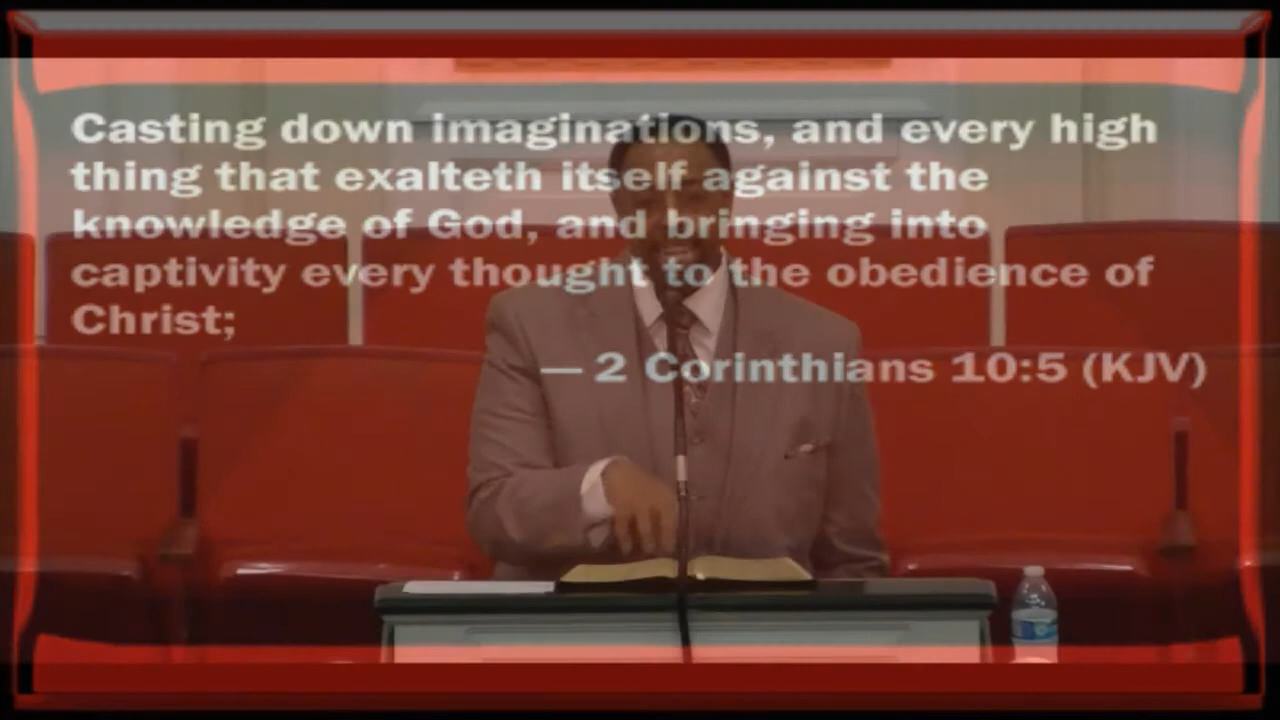 Casting down imaginations, and every high
thing that exalteth itself against the
knowledge of God, and bringing into
captivity every thought to the obedience of
Christ;
— 2 Corinthians 10:5 (KJV)